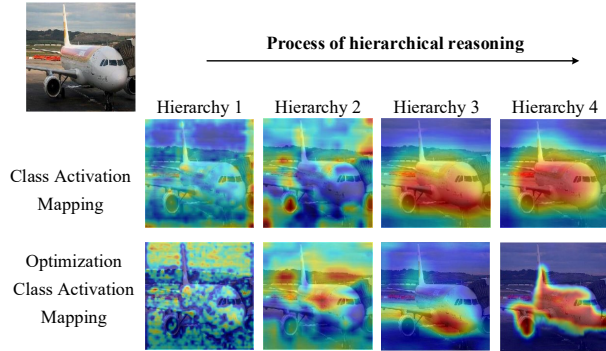 Process of hierarchical reasoning
Hierarchy 1 Hierarchy 2 Hierarchy 3 Hierarchy 4
Class Activation
Mapping
Optimization
Class Activation
Mapping